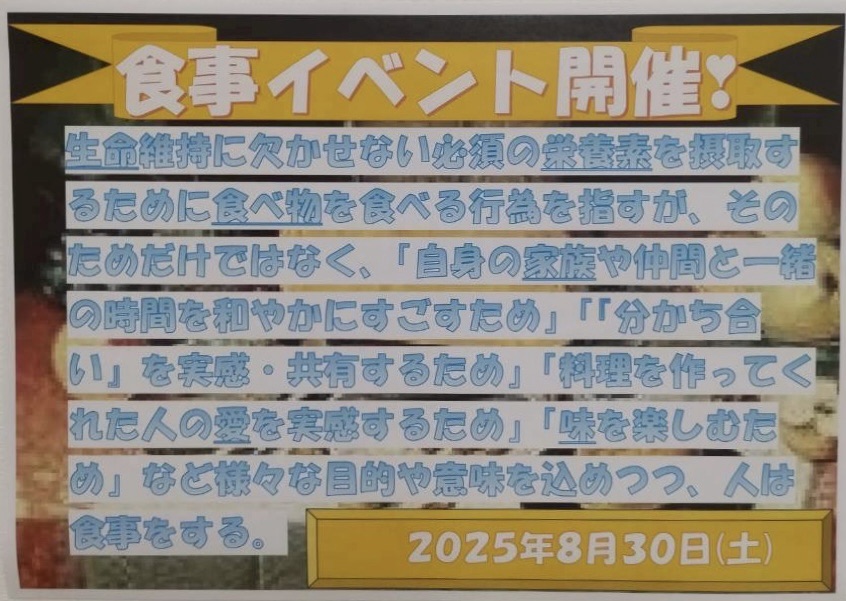 食事イベント開催!
生命維持に欠かせない必須の栄養素を摂取す
るために食べ物を食べる行為を指すが、その
ためだけではなく、「自身の家族や仲間と一緒
の時間を和やかにすごすため」「『分かち合
い』を実感・共有するため」「料理を作ってく
れた人の愛を実感するため」「味を楽しむた
め」など様々な目的や意味を込めつつ、人は
食事をする。
2025年8月30日(土)